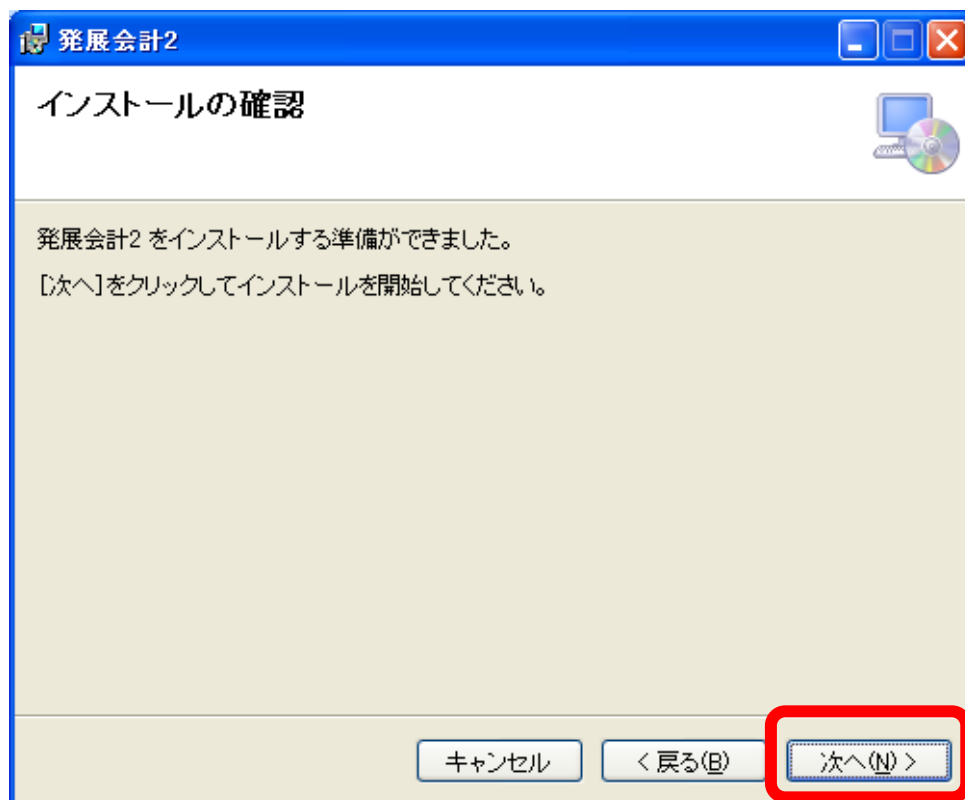 発展会計2
インストールの確認
発展会計2 をインストールする準備ができました。
[次へ]をクリックしてインストールを開始してください。
キャンセル
< 戻る(B)
次へ(N) >